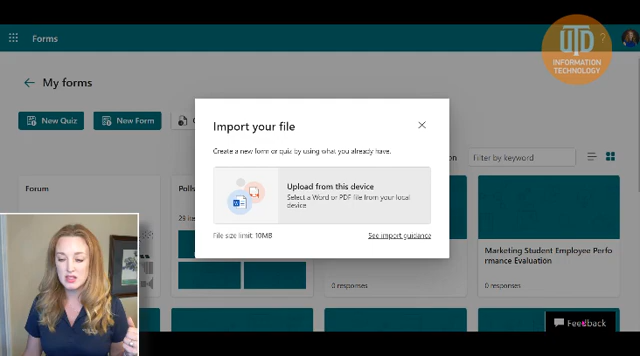 Forms
?
UTD
INFORMATION
TECHNOLOGY
My forms
New Quiz
New Form
Filter by keyword
Import your file
Create a new form or quiz by using what you already have.
Upload from this device
Select a Word or PDF file from your local
device
File size limit: 10MB
See import guidance
Forum
0 responses
Marketing Student Employee Perfo
rmance Evaluation
0 responses
Feedback